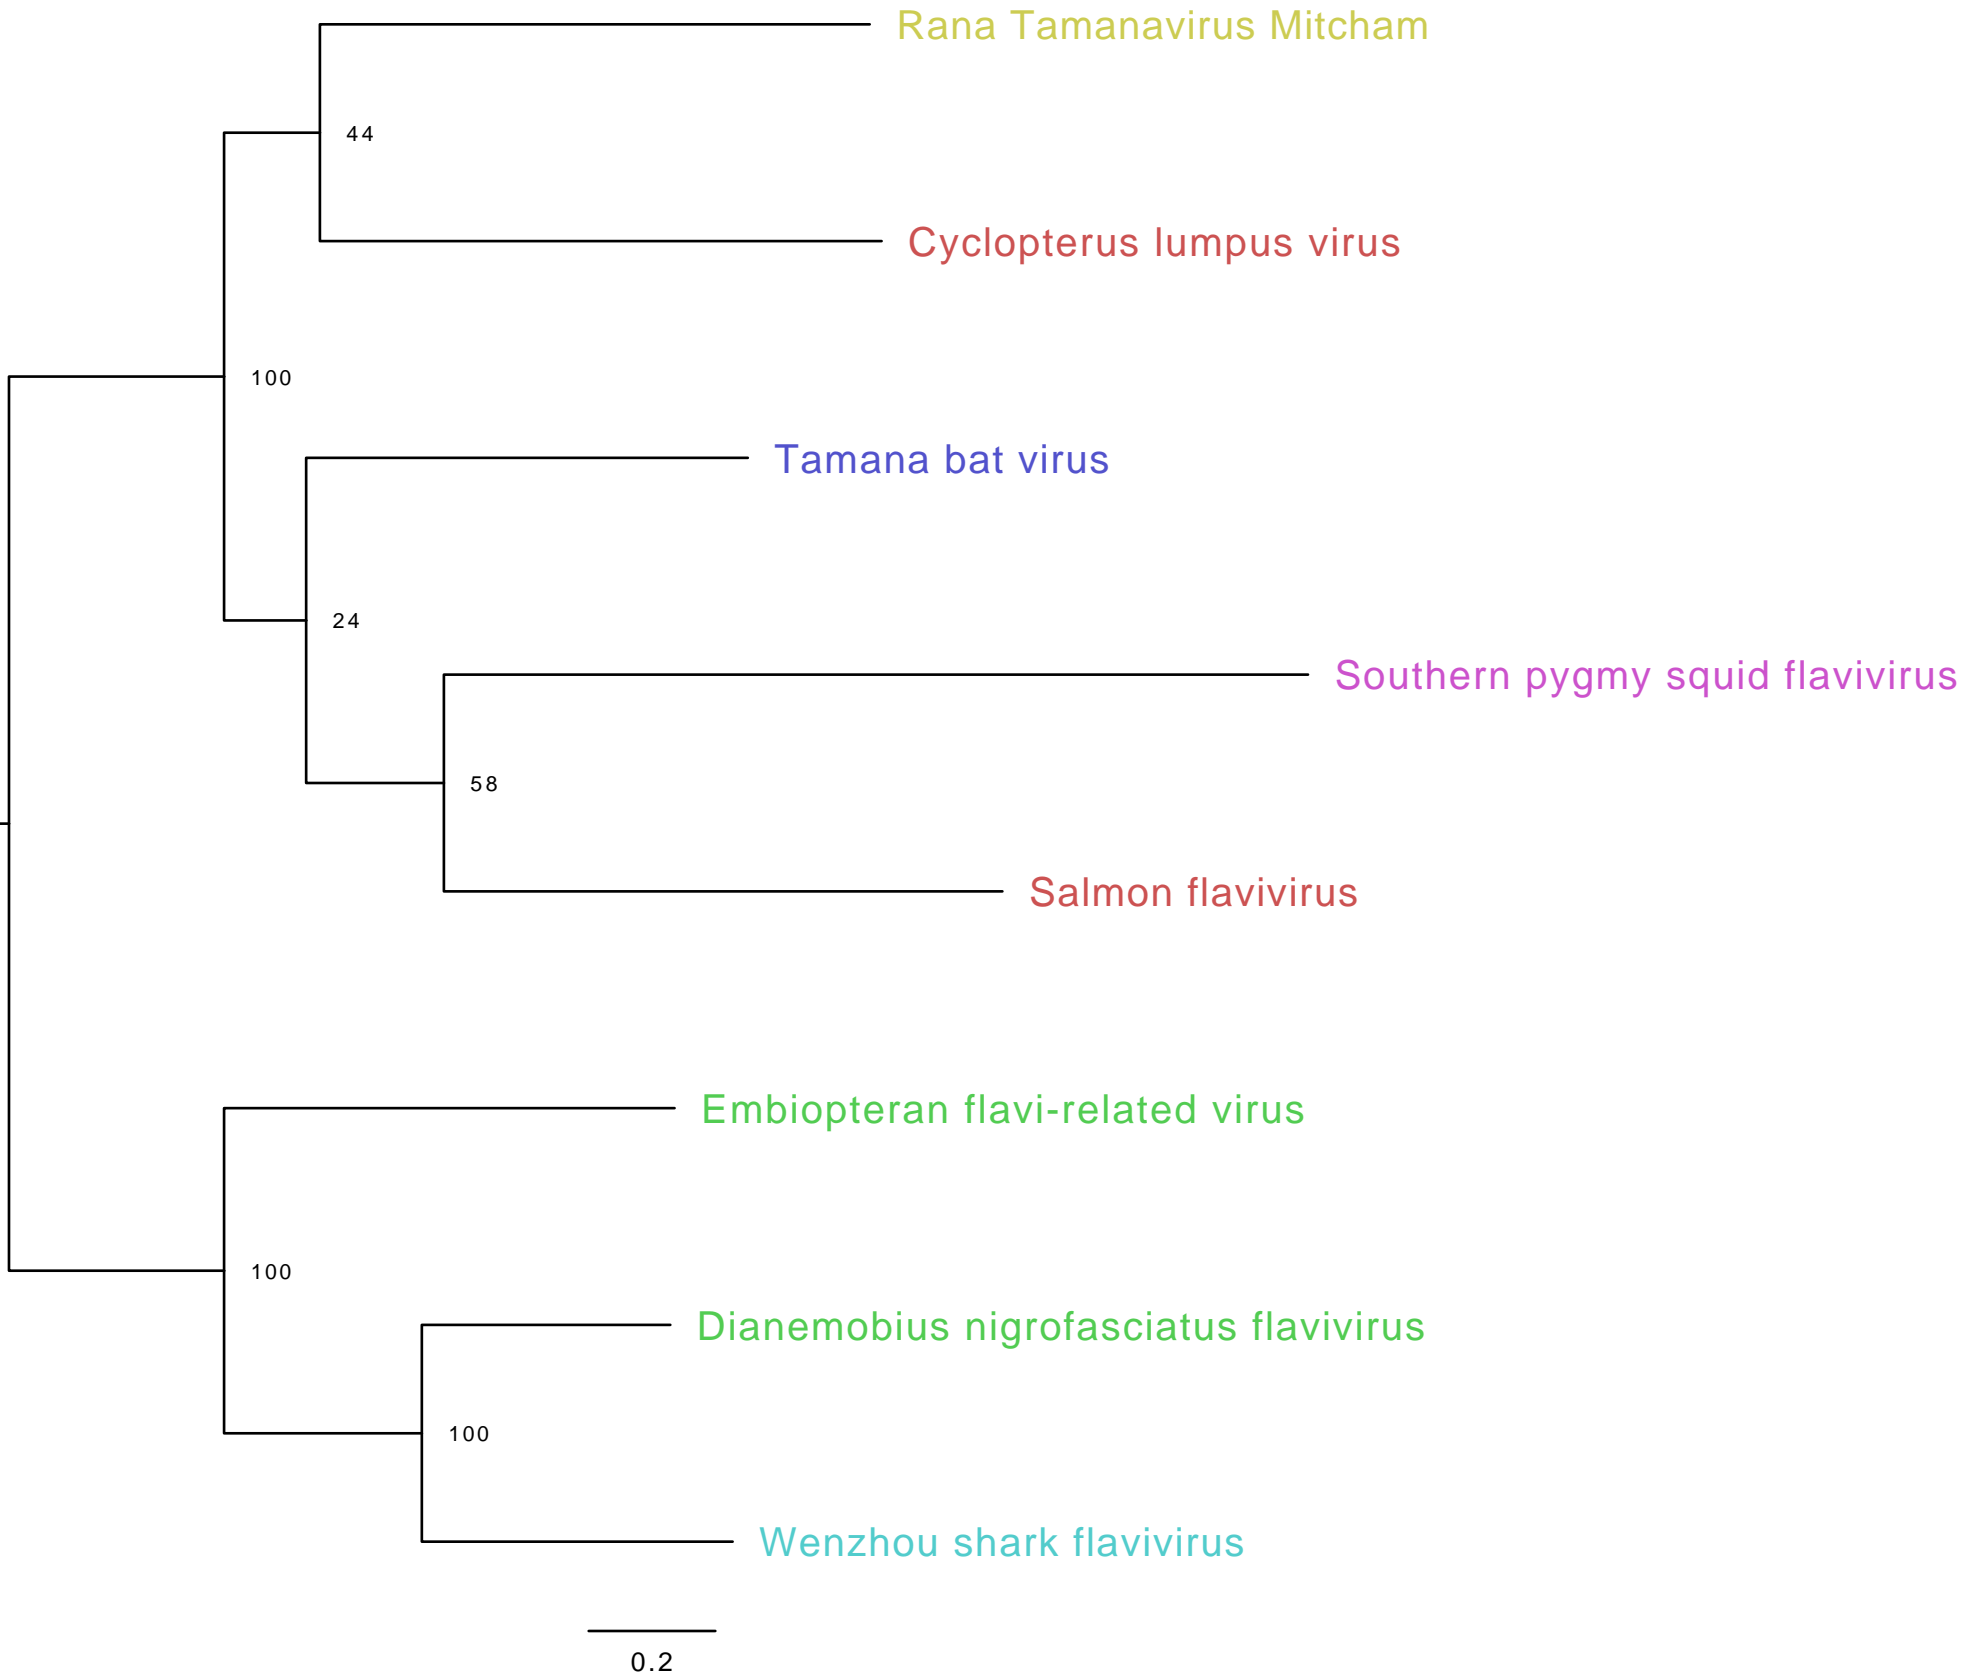 Rana Tamanavirus Mitcham
44
Cyclopterus lumpus virus
100
Tamana bat virus
24
Southern pygmy squid flavivirus
58
Salmon flavivirus
Embiopteran flavi-related virus
100
Dianemobius nigrofasciatus flavivirus
100
Wenzhou shark flavivirus
0.2